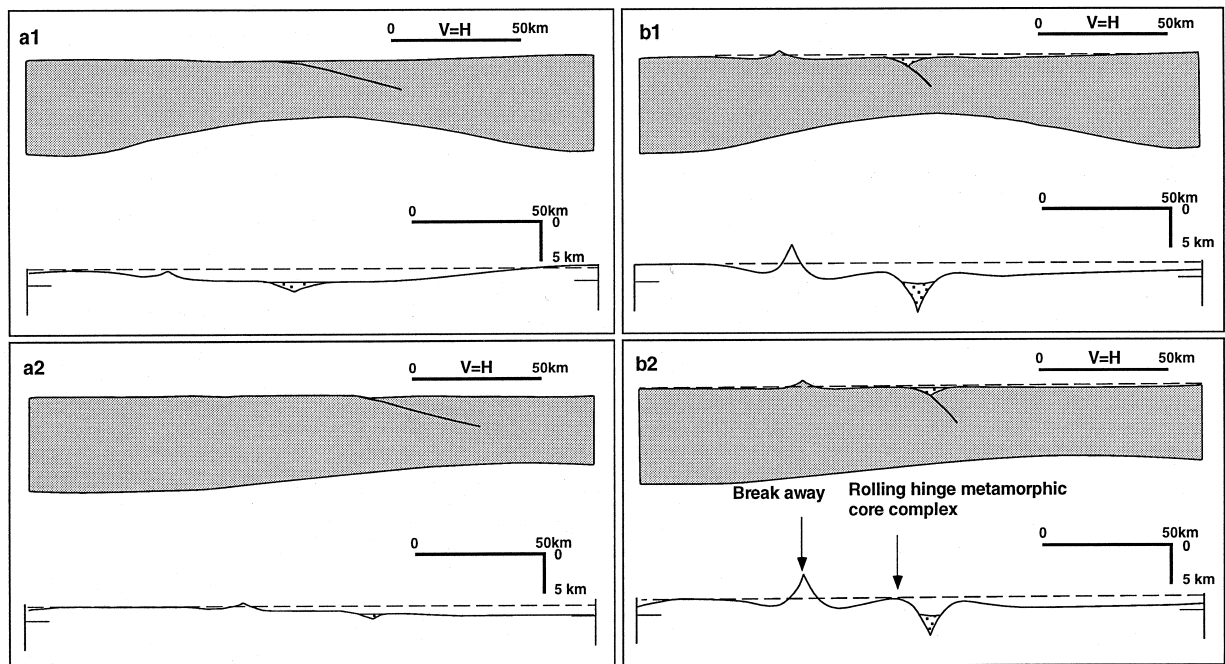 a1
0 V=H 50km
0 50km
0
5 km
b1
0 V=H 50km
0 50km
0
5 km
a2
0 V=H 50km
0 50km
0
5 km
b2
0 V=H 50km
Break away
Rolling hinge metamorphic
core complex
0 50km
0
5 km